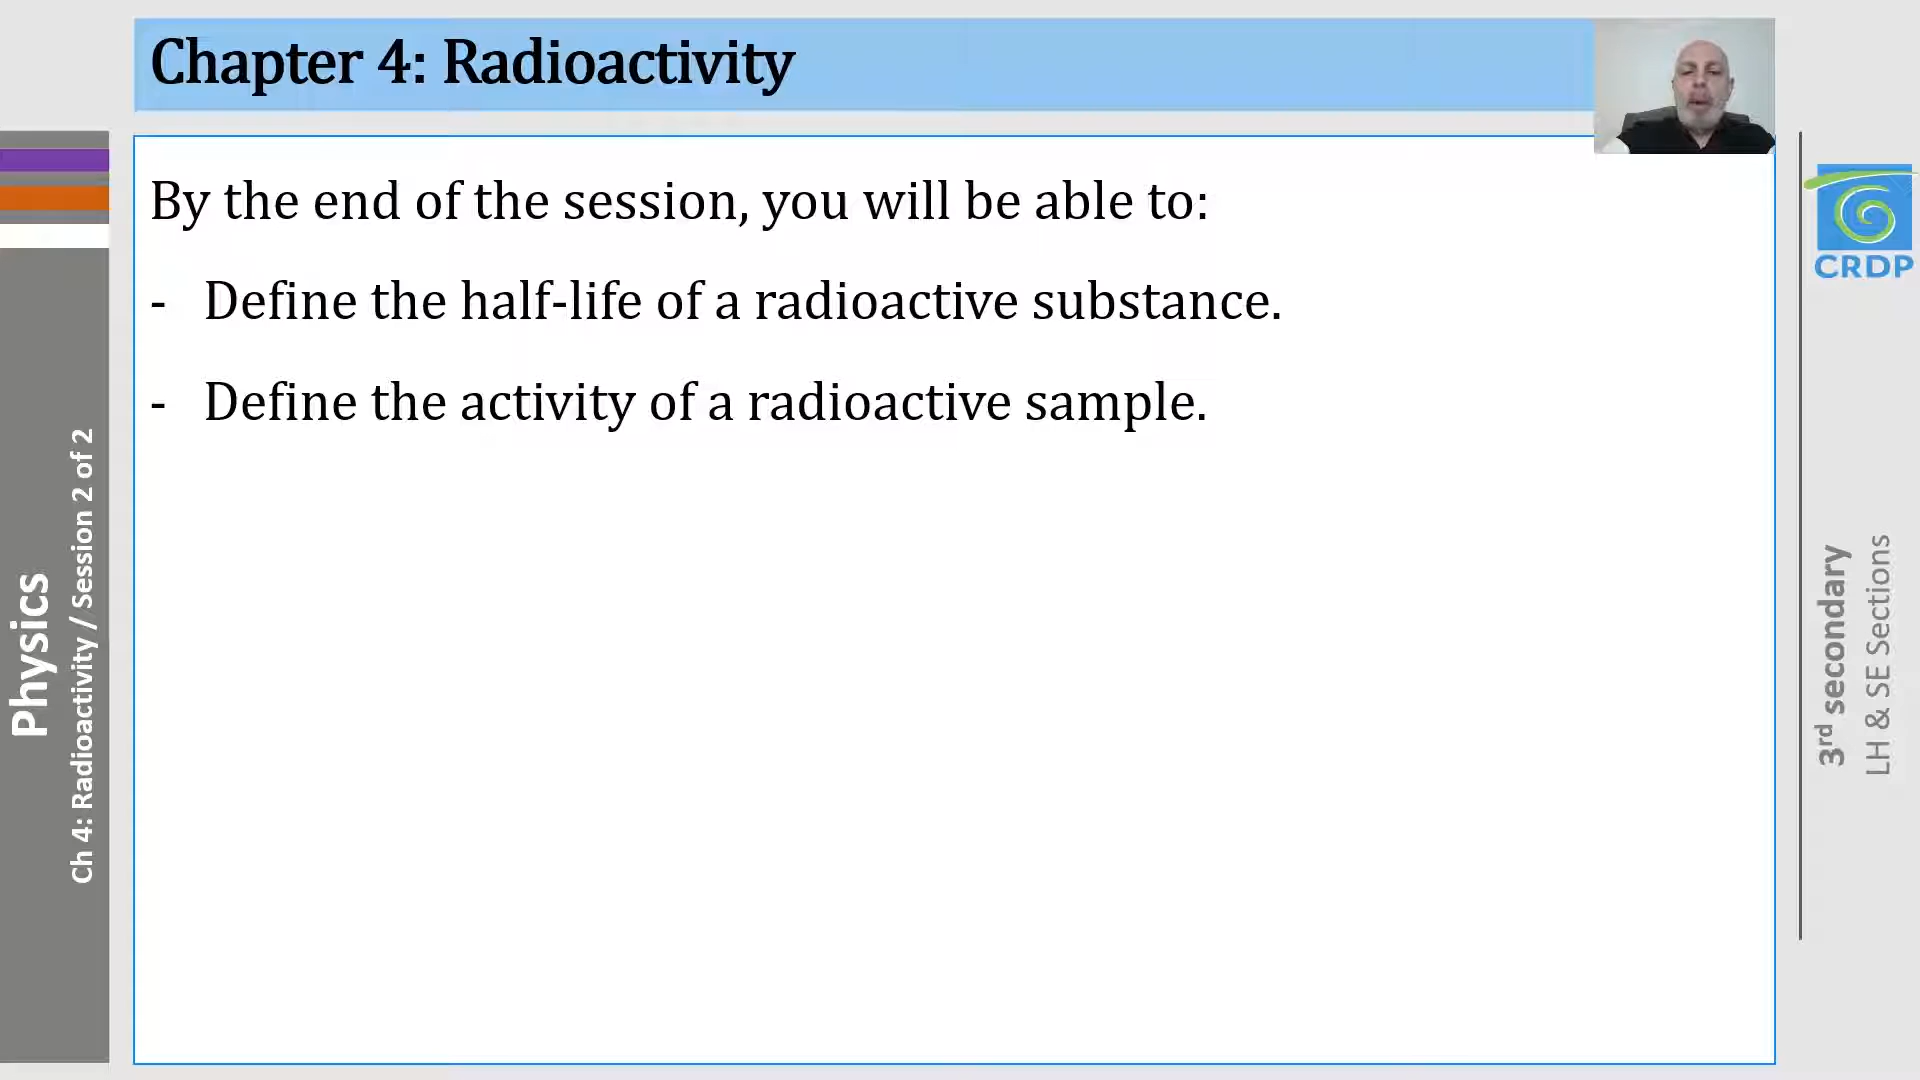 Chapter 4: Radioactivity
By the end of the session, you will be able to:
- Define the half-life of a radioactive substance.
- Define the activity of a radioactive sample.
Physics
Ch 4: Radioactivity / Session 2 of 2
CRDP
3rd secondary
LH & SE Sections